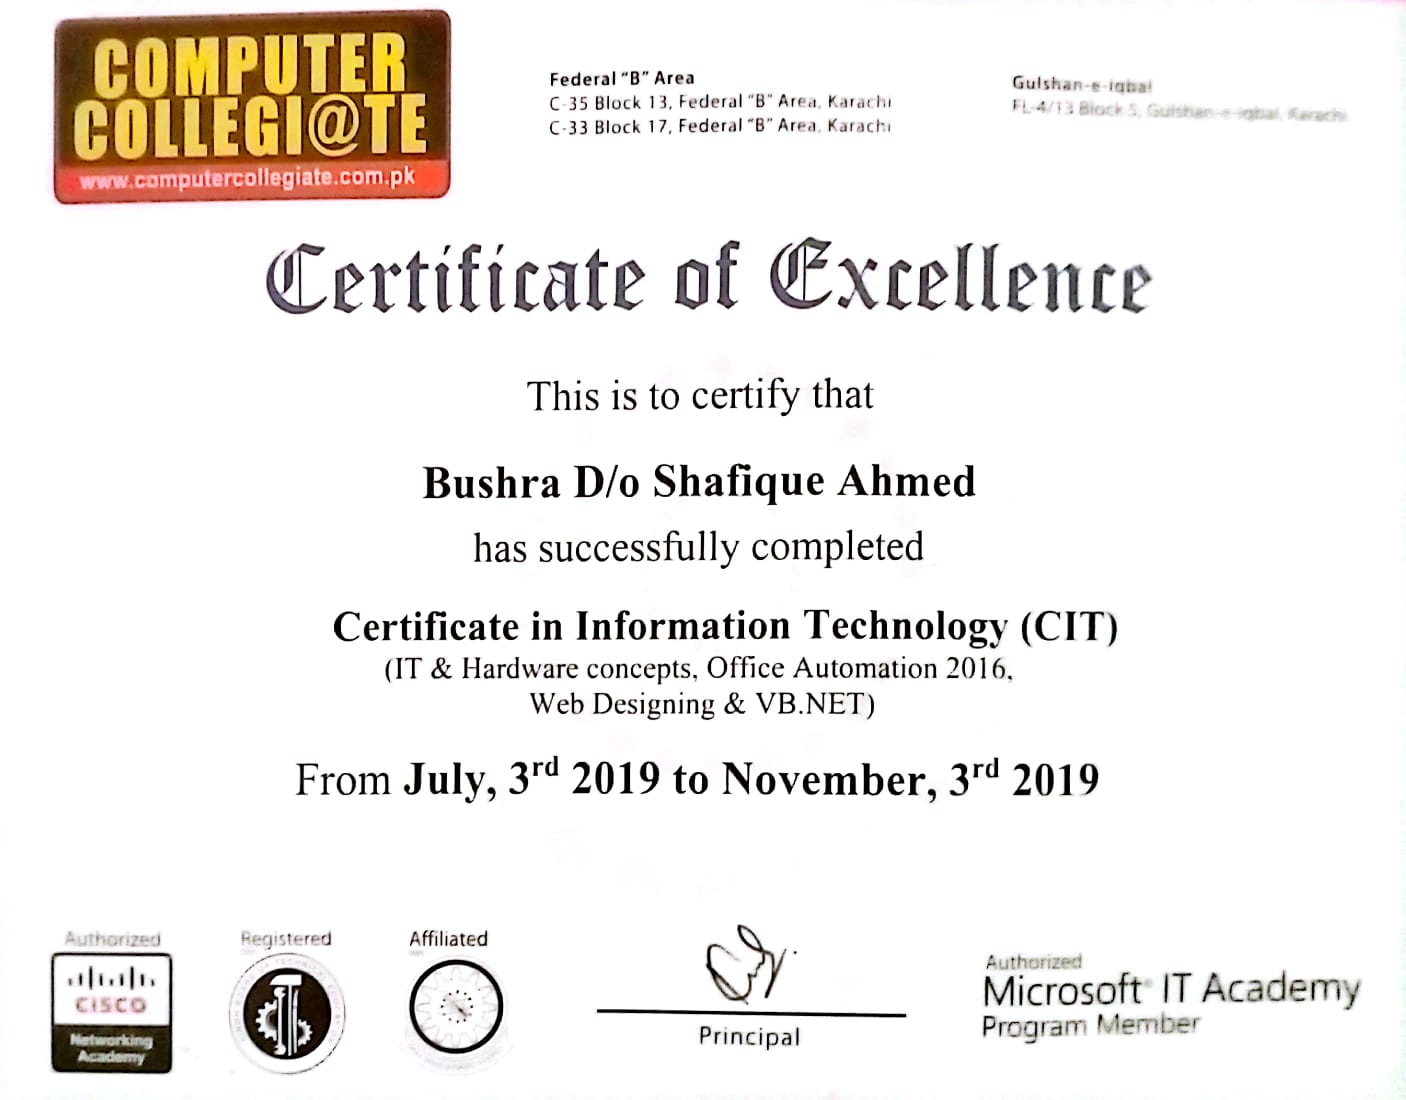 COMPUTER
COLLEGI@TE
www.computercollegiate.com.pk
Federal "B" Area
C-35 Block 13, Federal "B" Area, Karachi
C-33 Block 17, Federal "B" Area, Karachi
Gulshan-e-Iqbal
FL-4/13 Block 5, Gulshan-e-Iqbal, Karachi
Certificate of Excellence
This is to certify that
Bushra D/o Shafique Ahmed
has successfully completed
Certificate in Information Technology (CIT)
(IT & Hardware concepts, Office Automation 2016,
Web Designing & VB.NET)
From July, 3rd 2019 to November, 3rd 2019
Authorized
CISCO
Networking
Academy
Registered
Affiliated
Principal
Authorized
Microsoft IT Academy
Program Member